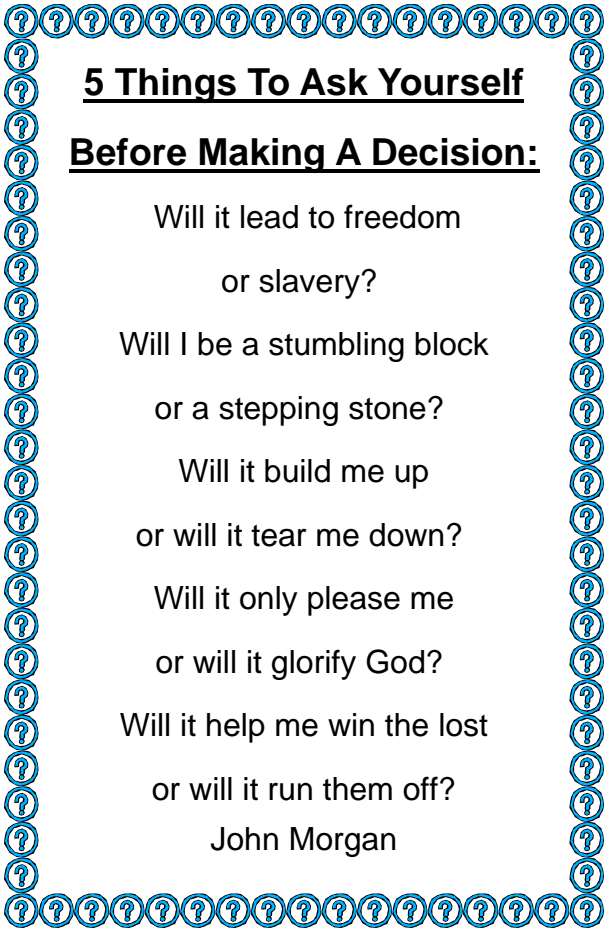 5 Things To Ask Yourself
Before Making A Decision:
Will it lead to freedom
or slavery?
Will I be a stumbling block
or a stepping stone?
Will it build me up
or will it tear me down?
Will it only please me
or will it glorify God?
Will it help me win the lost
or will it run them off?
John Morgan